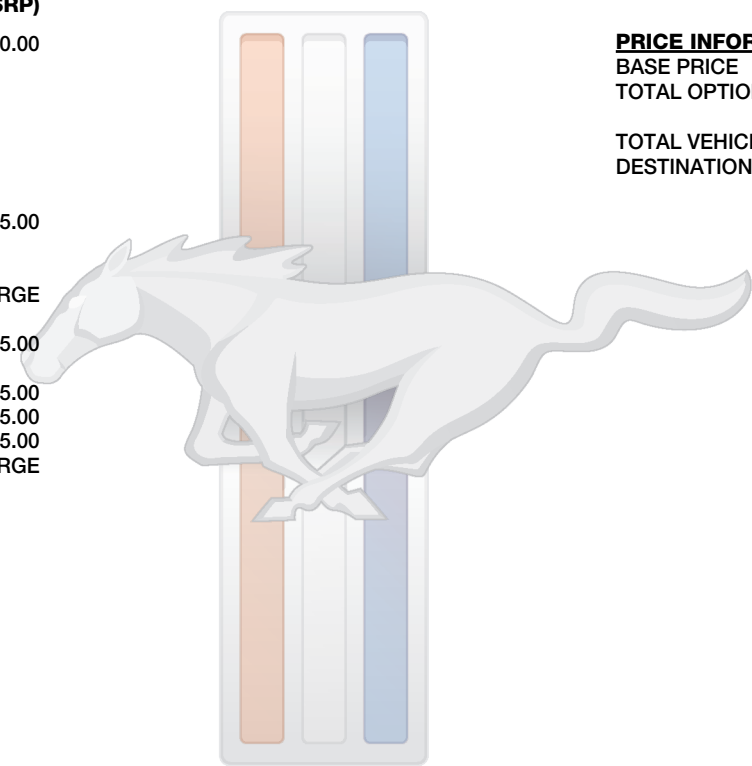 SRP)
0.00
5.00
RGE
5.00
5.00
5.00
5.00
RGE
PRICE INFOR
BASE PRICE
TOTAL OPTIO
TOTAL VEHICL
DESTINATION